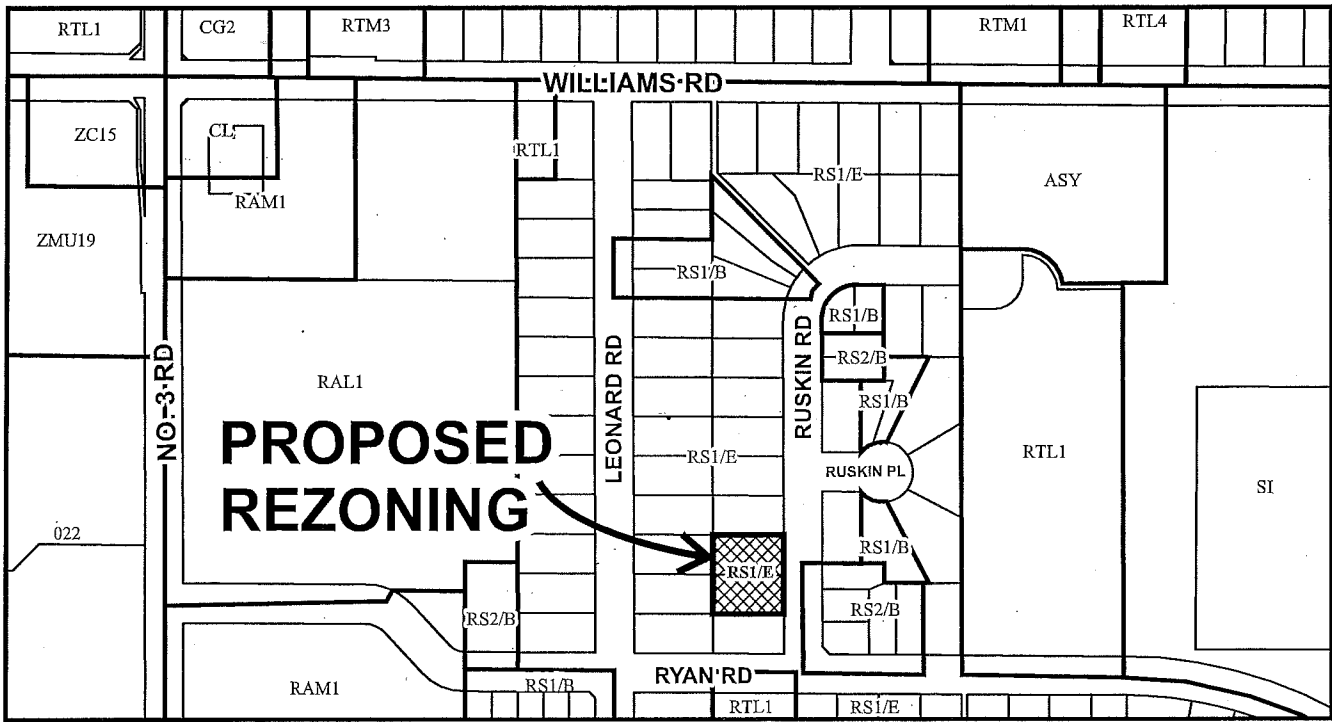 RTL1
CG2
RTM3
RTM1
RTL4
WILLIAMS RD
ZC15
CL
RTL1
RS1/E
ASY
RAM1
ZMU19
RS1/B
RS1/B
NO. 3 RD
RAL1
LEONARD RD
RUSKIN RD
RS2/B
RS1/B
PROPOSED
REZONING
RS1/E
RUSKIN PL
RTL1
SI
022
RS1/B
RS1/E
RS2/B
RS2/B
RYAN RD
RAM1
RS1/B
RTL1
RS1/E